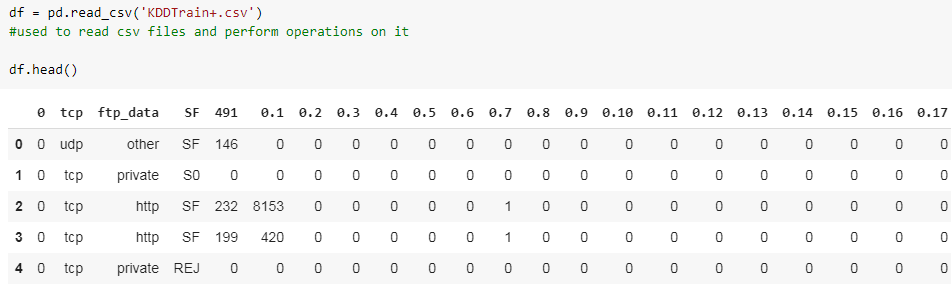 df = pd.read_csv('KDDTrain+.csv')
#used to read csv files and perform operations on it
df.head()
0 tcp ftp_data SF 491 0.1 0.2 0.3 0.4 0.5 0.6 0.7 0.8 0.9 0.10 0.11 0.12 0.13 0.14 0.15 0.16 0.17
0 0 udp other SF 146 0 0 0 0 0 0 0 0 0 0 0 0 0 0 0 0 0
1 0 tcp private S0 0 0 0 0 0 0 0 0 0 0 0 0 0 0 0 0 0 0
2 0 tcp http SF 232 8153 0 0 0 0 0 1 0 0 0 0 0 0 0 0 0 0
3 0 tcp http SF 199 420 0 0 0 0 0 1 0 0 0 0 0 0 0 0 0 0
4 0 tcp private REJ 0 0 0 0 0 0 0 0 0 0 0 0 0 0 0 0 0 0